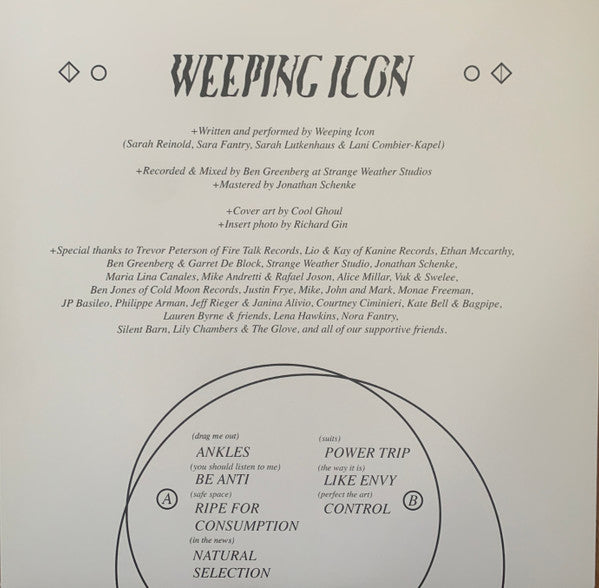 WEEPING ICON
+Written and performed by Weeping Icon
(Sarah Reinold, Sara Fantry, Sarah Lutkenhaus & Lani Combier-Kapel)
+Recorded & Mixed by Ben Greenberg at Strange Weather Studios
+Mastered by Jonathan Schenke
+Cover art by Cool Ghoul
+Insert photo by Richard Gin
+Special thanks to Trevor Peterson of Fire Talk Records, Lio & Kay of Kanine Records, Ethan Mccarthy,
Ben Greenberg & Garret De Block, Strange Weather Studio, Jonathan Schenke,
Maria Lina Canales, Mike Andretti & Rafael Joson, Alice Millar, Vuk & Swelee,
Ben Jones of Cold Moon Records, Justin Frye, Mike, John and Mark, Monae Freeman,
JP Basileo, Philippe Arman, Jeff Rieger & Janina Alivio, Courtney Ciminieri, Kate Bell & Bagpipe,
Lauren Byrne & friends, Lena Hawkins, Nora Fantry,
Silent Barn, Lily Chambers & The Glove, and all of our supportive friends.
A
(drag me out)
ANKLES
(you should listen to me)
BE ANTI
(safe space)
RIPE FOR
CONSUMPTION
(in the news)
NATURAL
SELECTION
(suits)
POWER TRIP
(the way it is)
LIKE ENVY
(perfect the art)
CONTROL
B